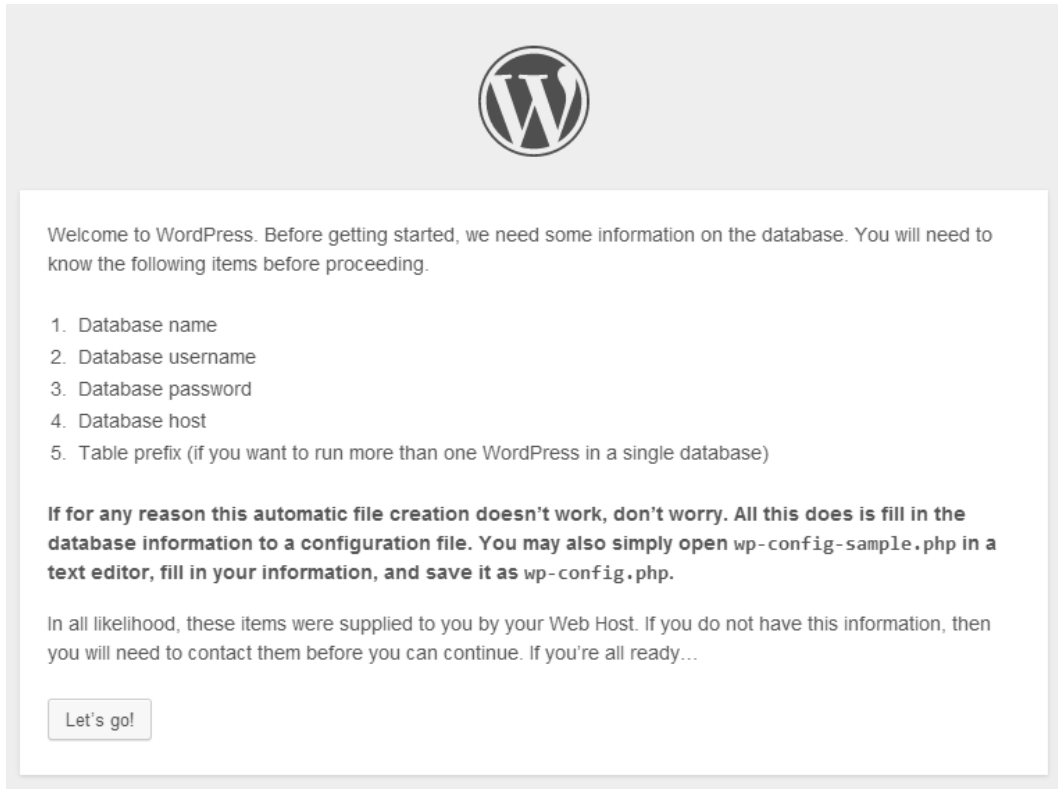 Welcome to WordPress. Before getting started, we need some information on the database. You will need to
know the following items before proceeding.
1. Database name
2. Database username
3. Database password
4. Database host
5. Table prefix (if you want to run more than one WordPress in a single database)
If for any reason this automatic file creation doesn’t work, don’t worry. All this does is fill in the
database information to a configuration file. You may also simply open wp-config-sample.php in a
text editor, fill in your information, and save it as wp-config.php.
In all likelihood, these items were supplied to you by your Web Host. If you do not have this information, then
you will need to contact them before you can continue. If you’re all ready…
Let’s go!